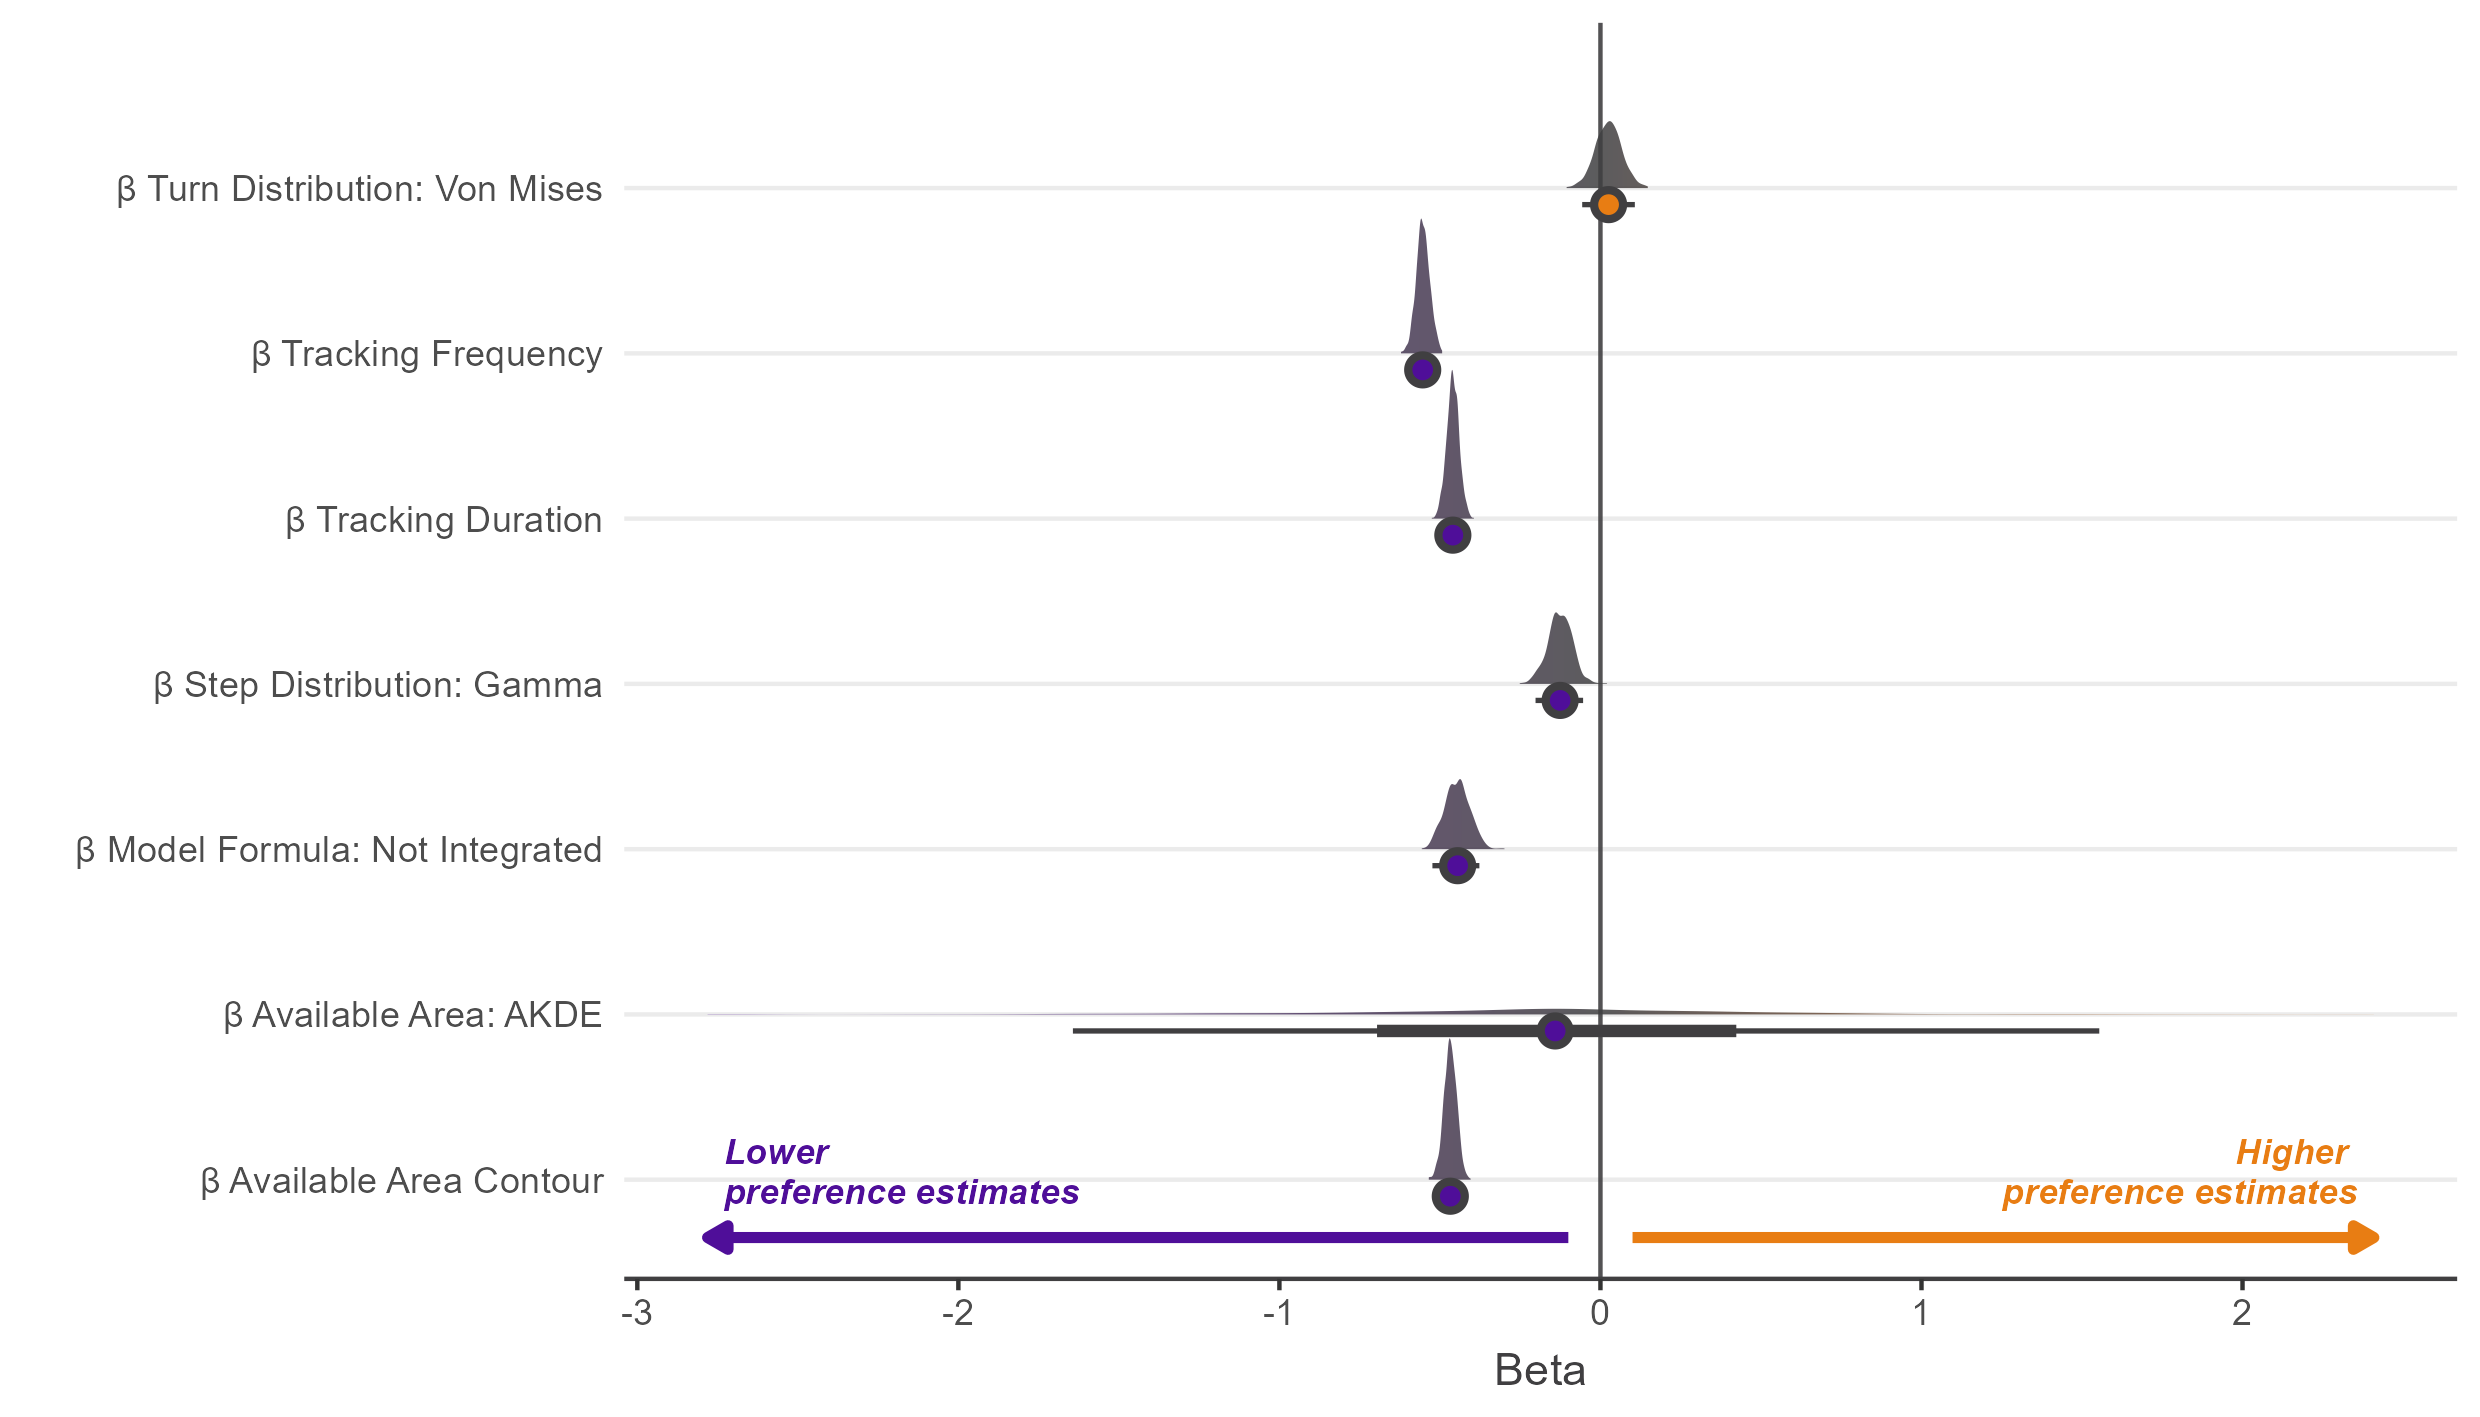 β Turn Distribution: Von Mises
β Tracking Frequency
β Tracking Duration
β Step Distribution: Gamma
β Model Formula: Not Integrated
β Available Area: AKDE
β Available Area Contour
Lower
preference estimates
Higher
preference estimates
-3 -2 -1 0 1 2
Beta